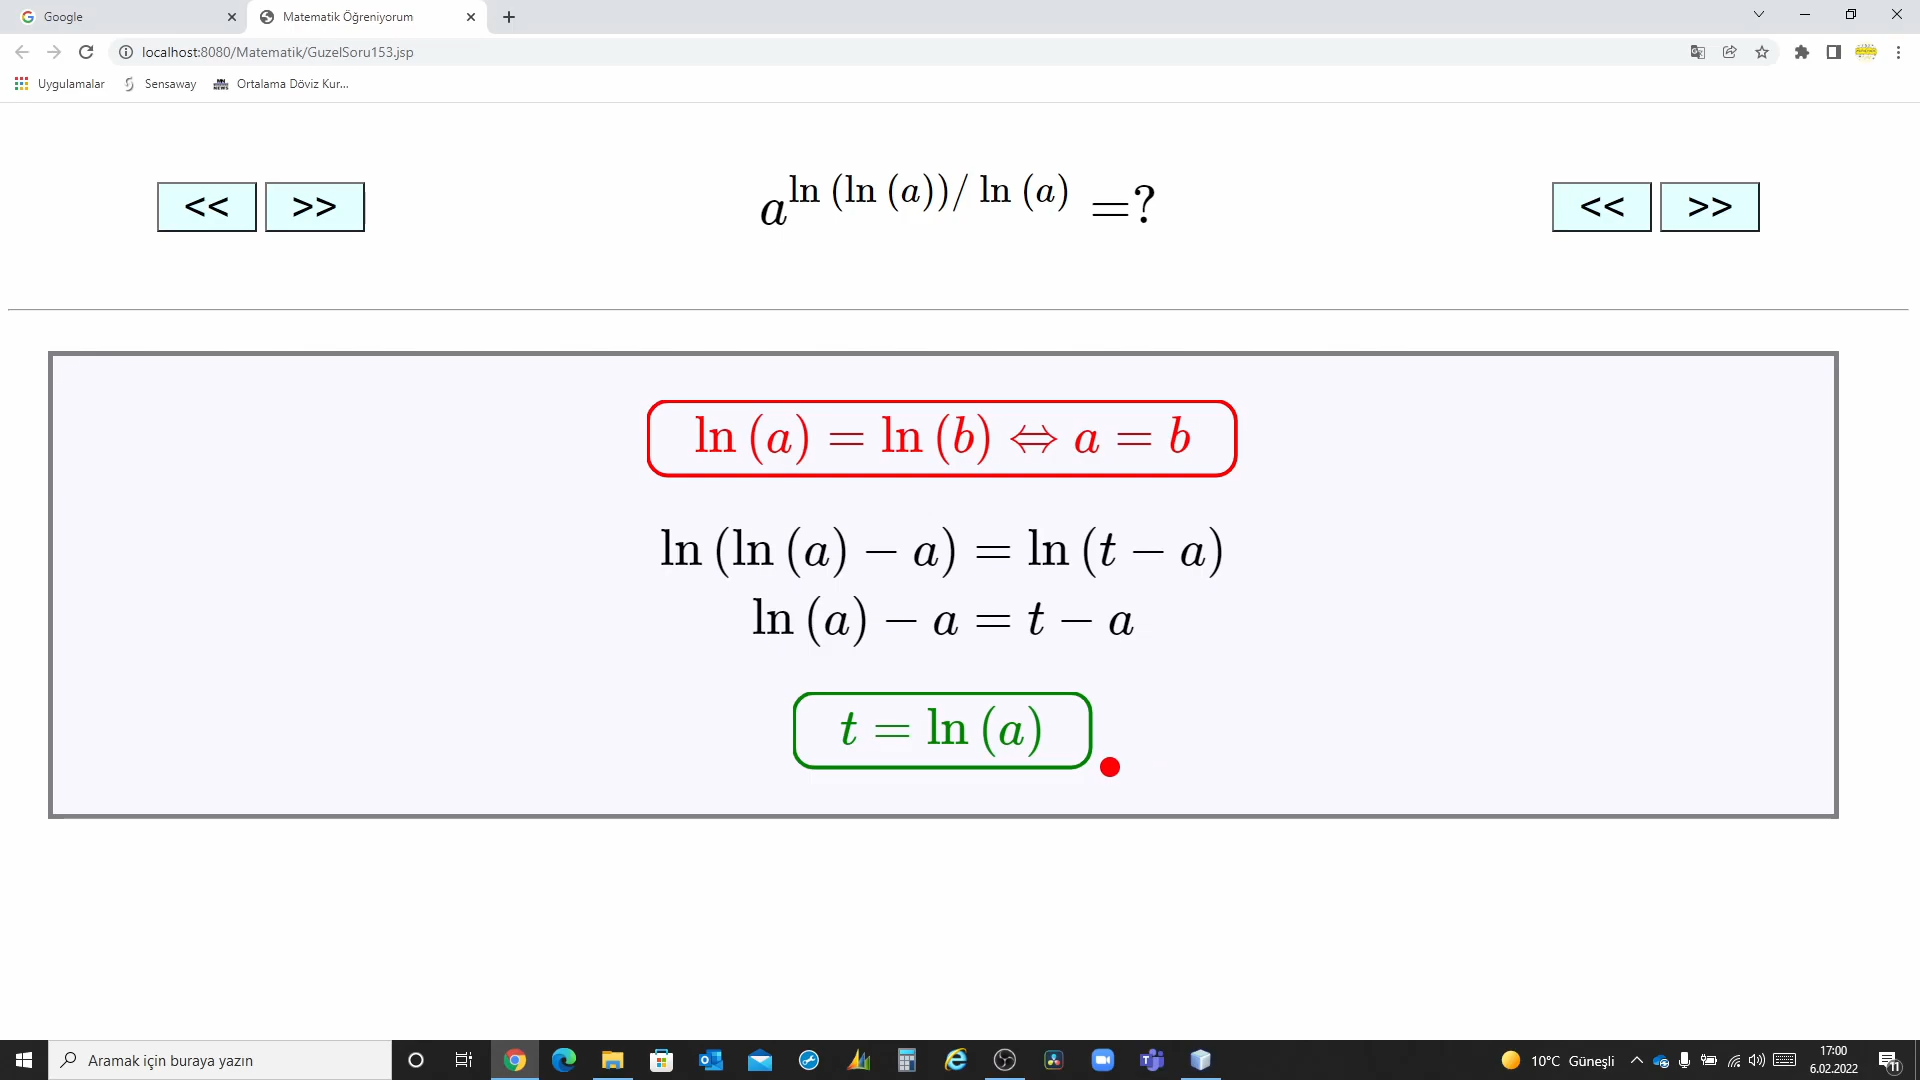 Google
Matematik Öğreniyorum
localhost:8080/Matematik/GuzelSoru153.jsp
Uygulamalar
Sensaway
Ortalama Döviz Kur...
<< >>
a^{ln (ln (a))/ ln (a)} =?
<< >>
ln (a) = ln (b) ⇔ a = b
ln (ln (a) − a) = ln (t − a)
ln (a) − a = t − a
t = ln (a)
Aramak için buraya yazın
10°C Güneşli
17:00
6.02.2022
11